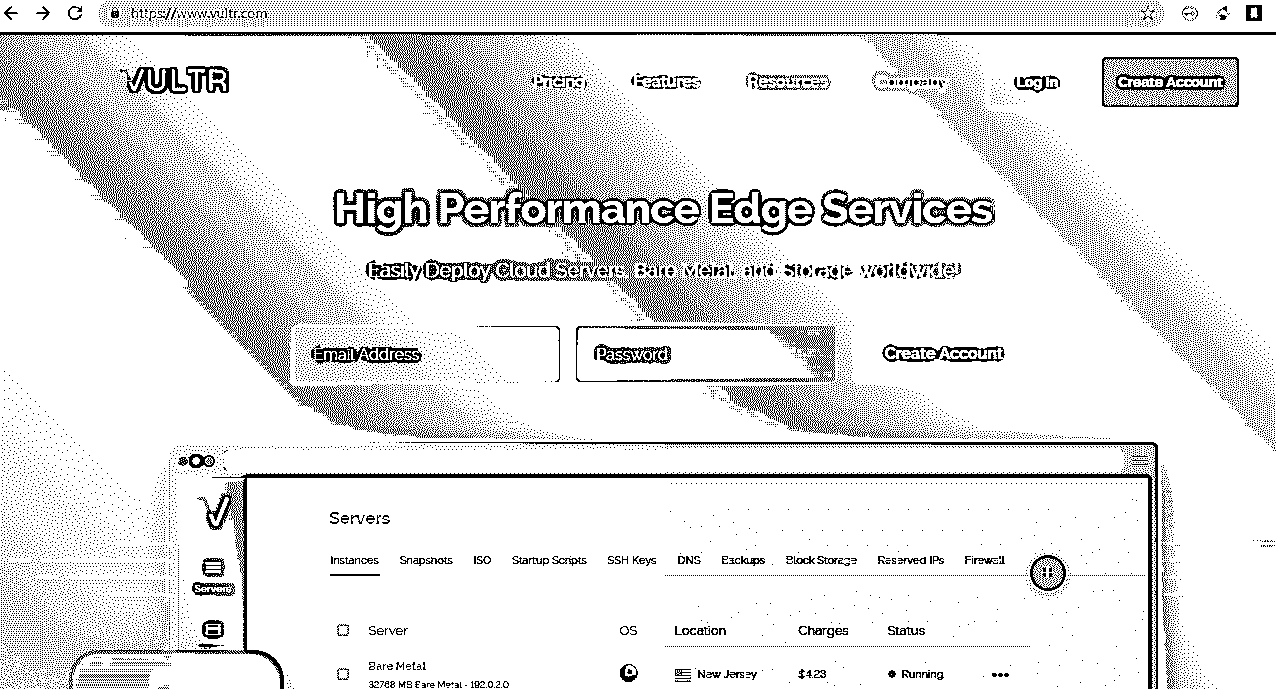 https://www.vultr.com
VULTR Pricing Features Resources Company Log In Create Account
High Performance Edge Services
Easily Deploy Cloud Servers, Bare Metal, and Storage worldwide!
Email Address Password Create Account
Servers
Instances Snapshots ISO Startup Scripts SSH Keys DNS Backups Block Storage Reserved IPs Firewall
Servers
Server OS Location Charges Status
Bare Metal New Jersey $4.23 Running
32768 MB Bare Metal - 192.0.2.0